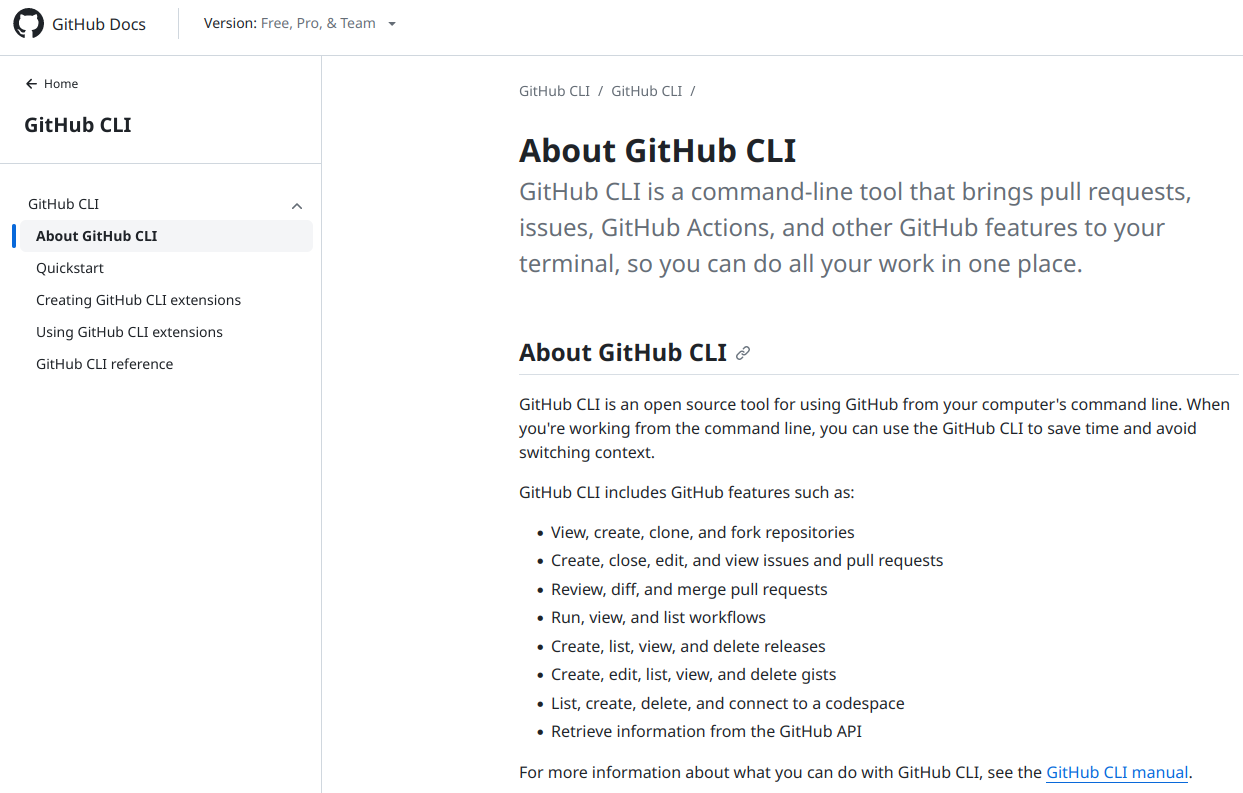 GitHub Docs
Version: Free, Pro, & Team
Home
GitHub CLI
GitHub CLI
About GitHub CLI
Quickstart
Creating GitHub CLI extensions
Using GitHub CLI extensions
GitHub CLI reference
GitHub CLI / GitHub CLI /
About GitHub CLI
GitHub CLI is a command-line tool that brings pull requests,
issues, GitHub Actions, and other GitHub features to your
terminal, so you can do all your work in one place.
About GitHub CLI
GitHub CLI is an open source tool for using GitHub from your computer's command line. When
you're working from the command line, you can use the GitHub CLI to save time and avoid
switching context.
GitHub CLI includes GitHub features such as:
• View, create, clone, and fork repositories
• Create, close, edit, and view issues and pull requests
• Review, diff, and merge pull requests
• Run, view, and list workflows
• Create, list, view, and delete releases
• Create, edit, list, view, and delete gists
• List, create, delete, and connect to a codespace
• Retrieve information from the GitHub API
For more information about what you can do with GitHub CLI, see the GitHub CLI manual.